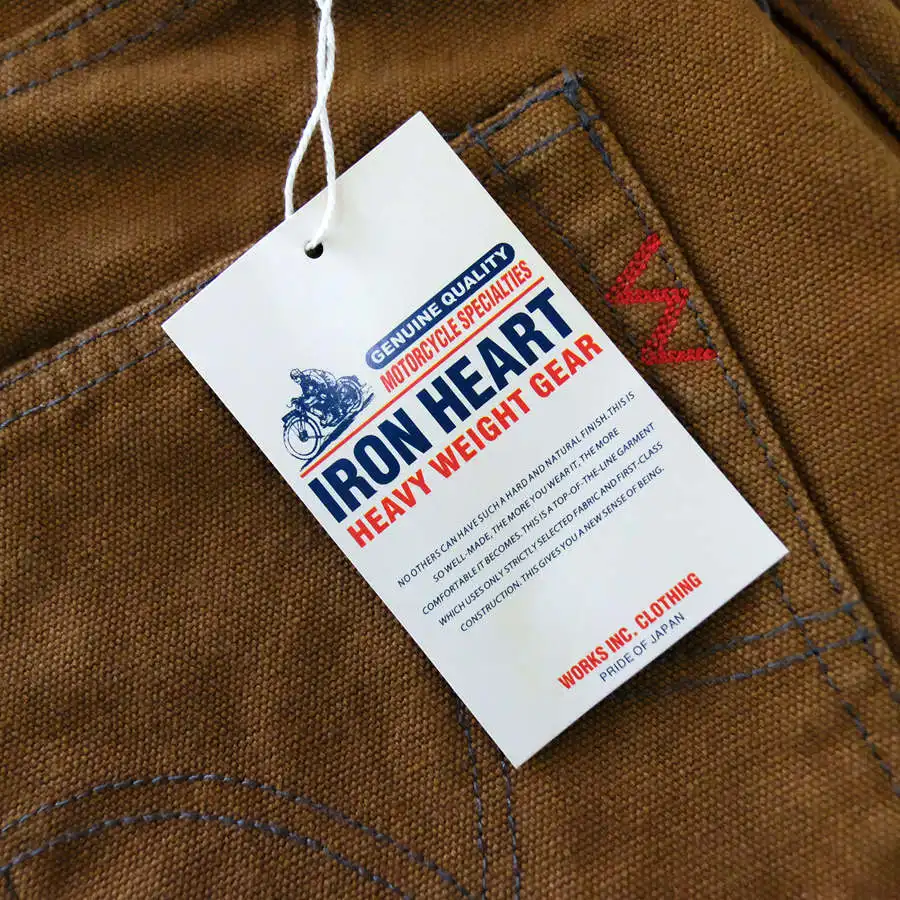 GENUINE QUALITY
MOTORCYCLE SPECIALTIES
IRON HEART
HEAVY WEIGHT GEAR
NO OTHERS CAN HAVE SUCH A HARD AND NATURAL FINISH. THIS IS
SO WELL-MADE, THE MORE YOU WEAR IT, THE MORE
COMFORTABLE IT BECOMES. THIS IS A TOP-OF-THE-LINE GARMENT
WHICH USES ONLY STRICTLY SELECTED FABRIC AND FIRST-CLASS
CONSTRUCTION. THIS GIVES YOU A NEW SENSE OF BEING.
WORKS INC. CLOTHING
PRIDE OF JAPAN